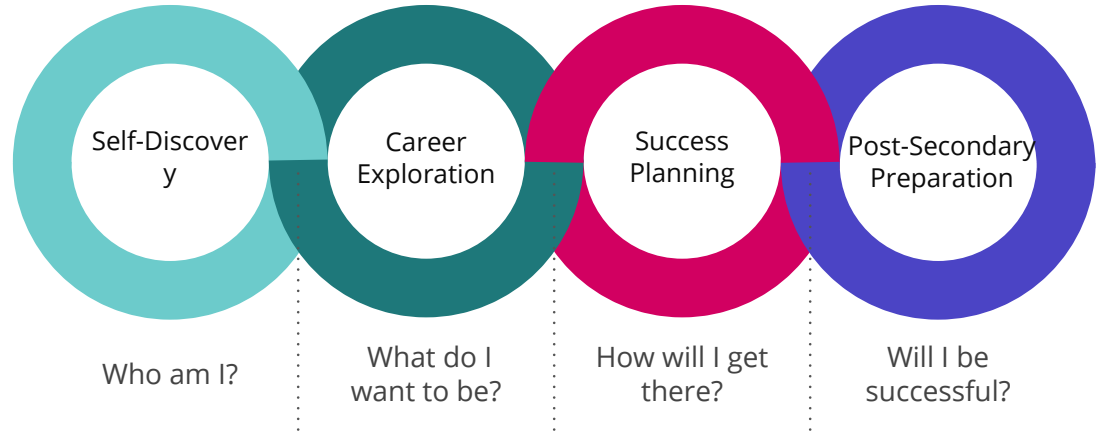 Self-Discover
y
Career
Exploration
Success
Planning
Post-Secondary
Preparation
Who am I?
What do I
want to be?
How will I get
there?
Will I be
successful?